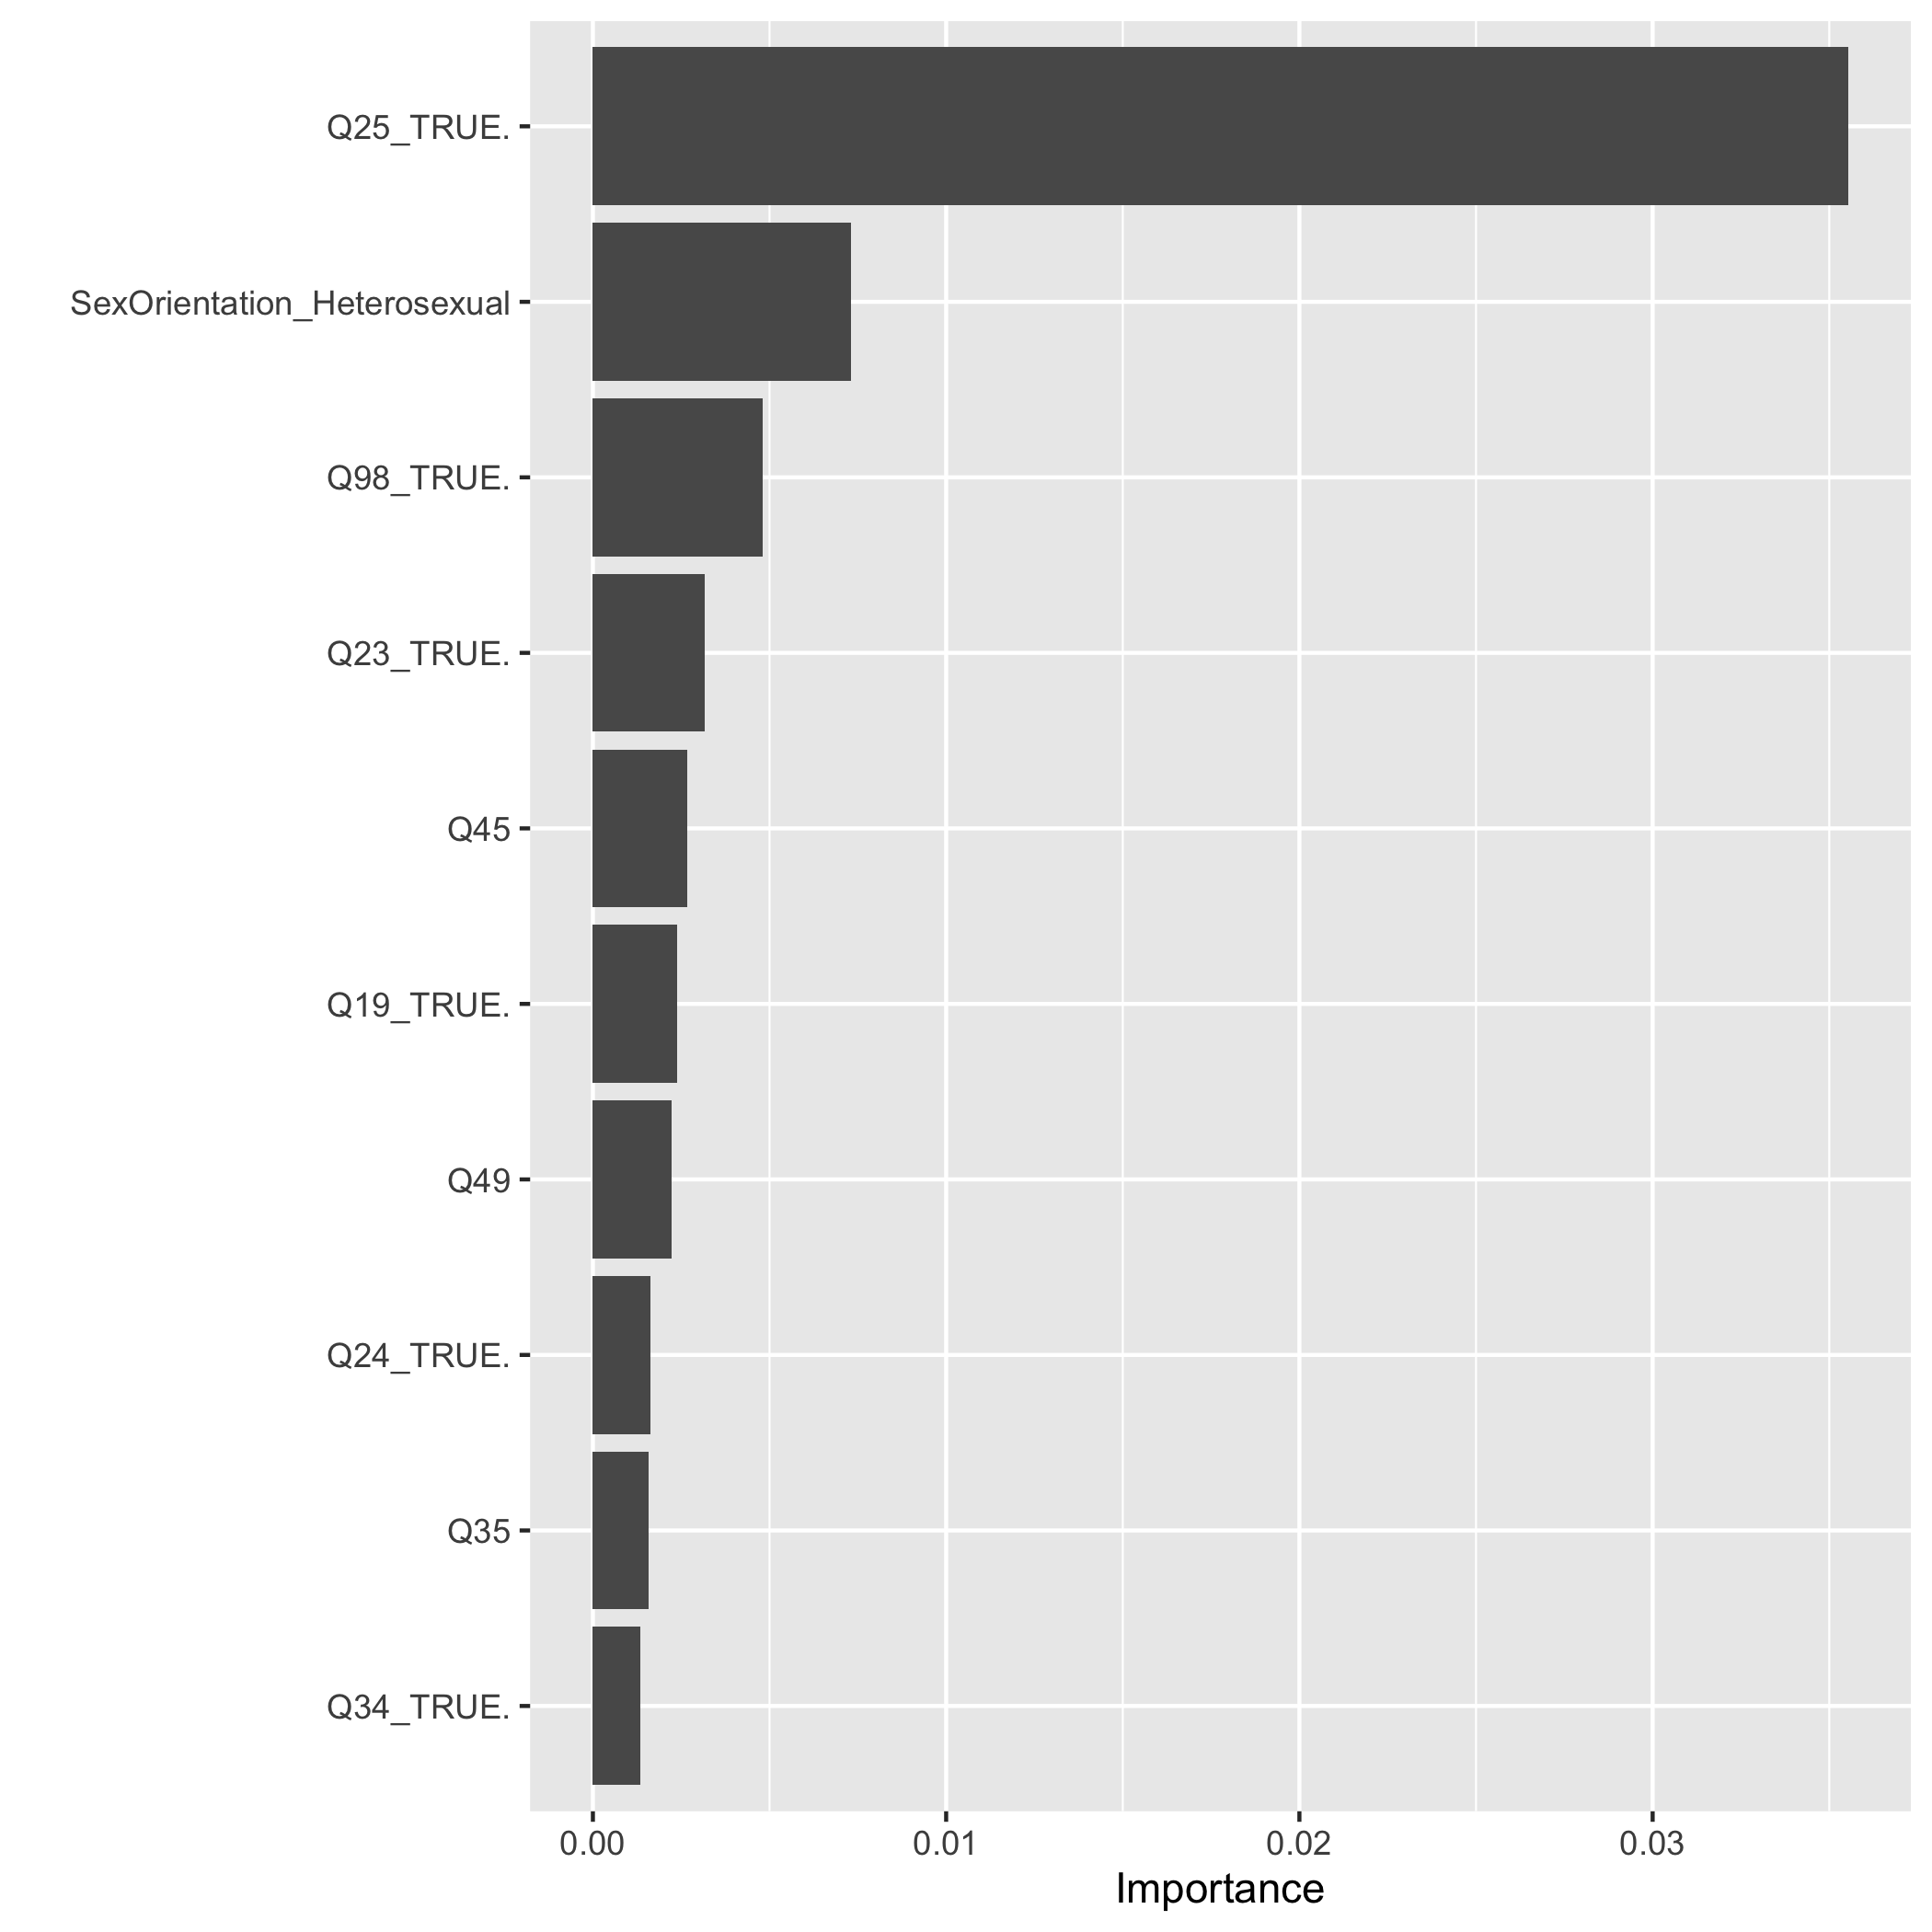 Q25_TRUE.
SexOrientation_Heterosexual
Q98_TRUE.
Q23_TRUE.
Q45
Q19_TRUE.
Q49
Q24_TRUE.
Q35
Q34_TRUE.
0.00 0.01 0.02 0.03
Importance